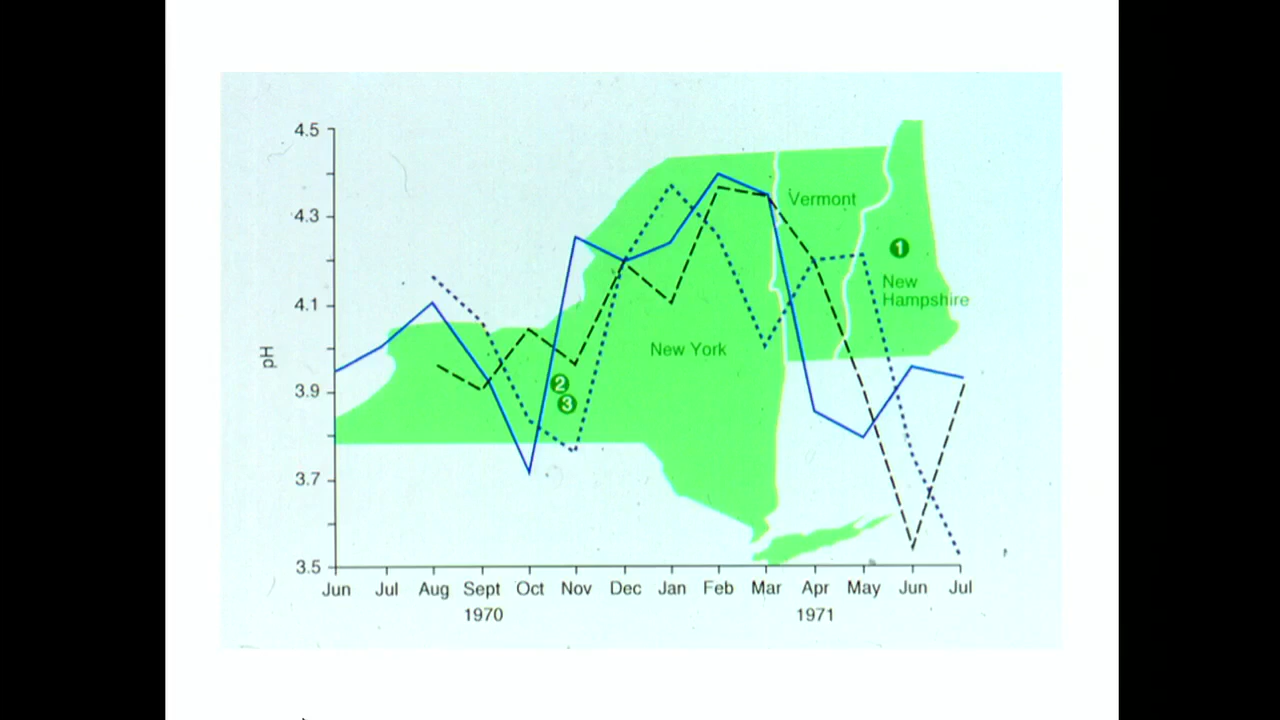 4.5
4.3
4.1
3.9
3.7
3.5
pH
Vermont
1
New
Hampshire
New York
2
3
Jun Jul Aug Sept Oct Nov Dec Jan Feb Mar Apr May Jun Jul
1970 1971